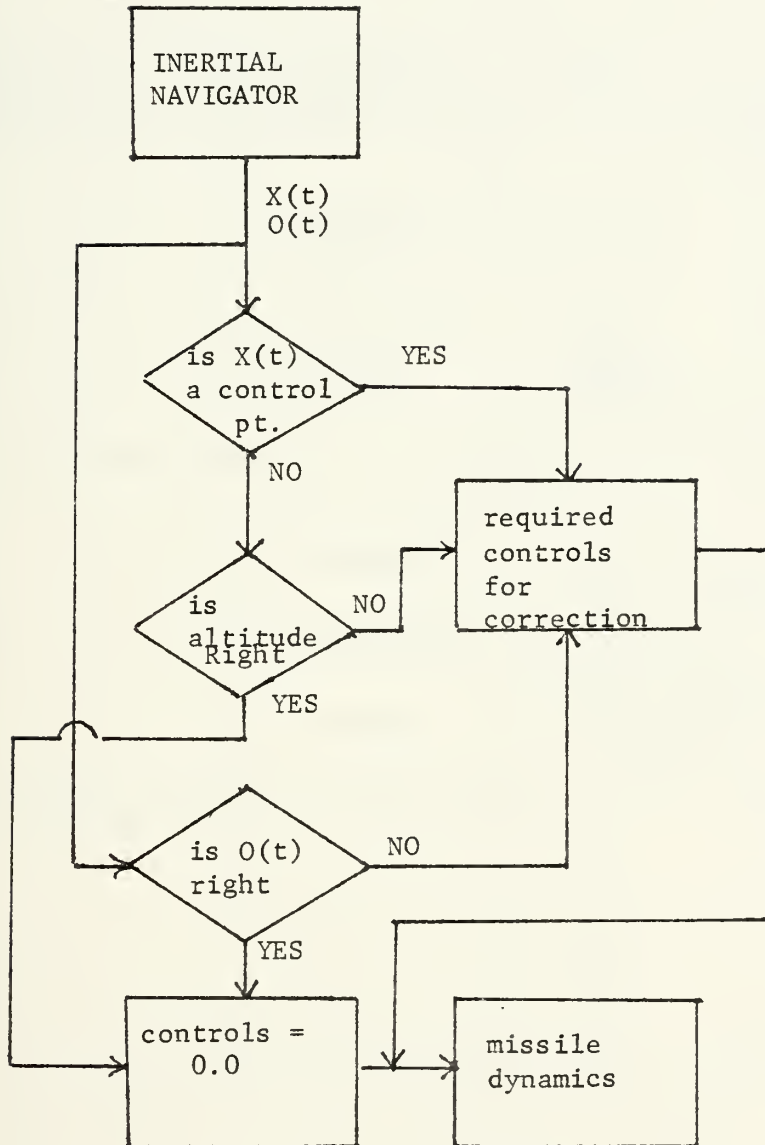 INERTIAL
NAVIGATOR
X(t)
O(t)
is X(t)
a control
pt.
YES
NO
required
controls
for
correction
is
altitude
Right
NO
YES
is O(t)
right
NO
YES
controls =
0.0
missile
dynamics